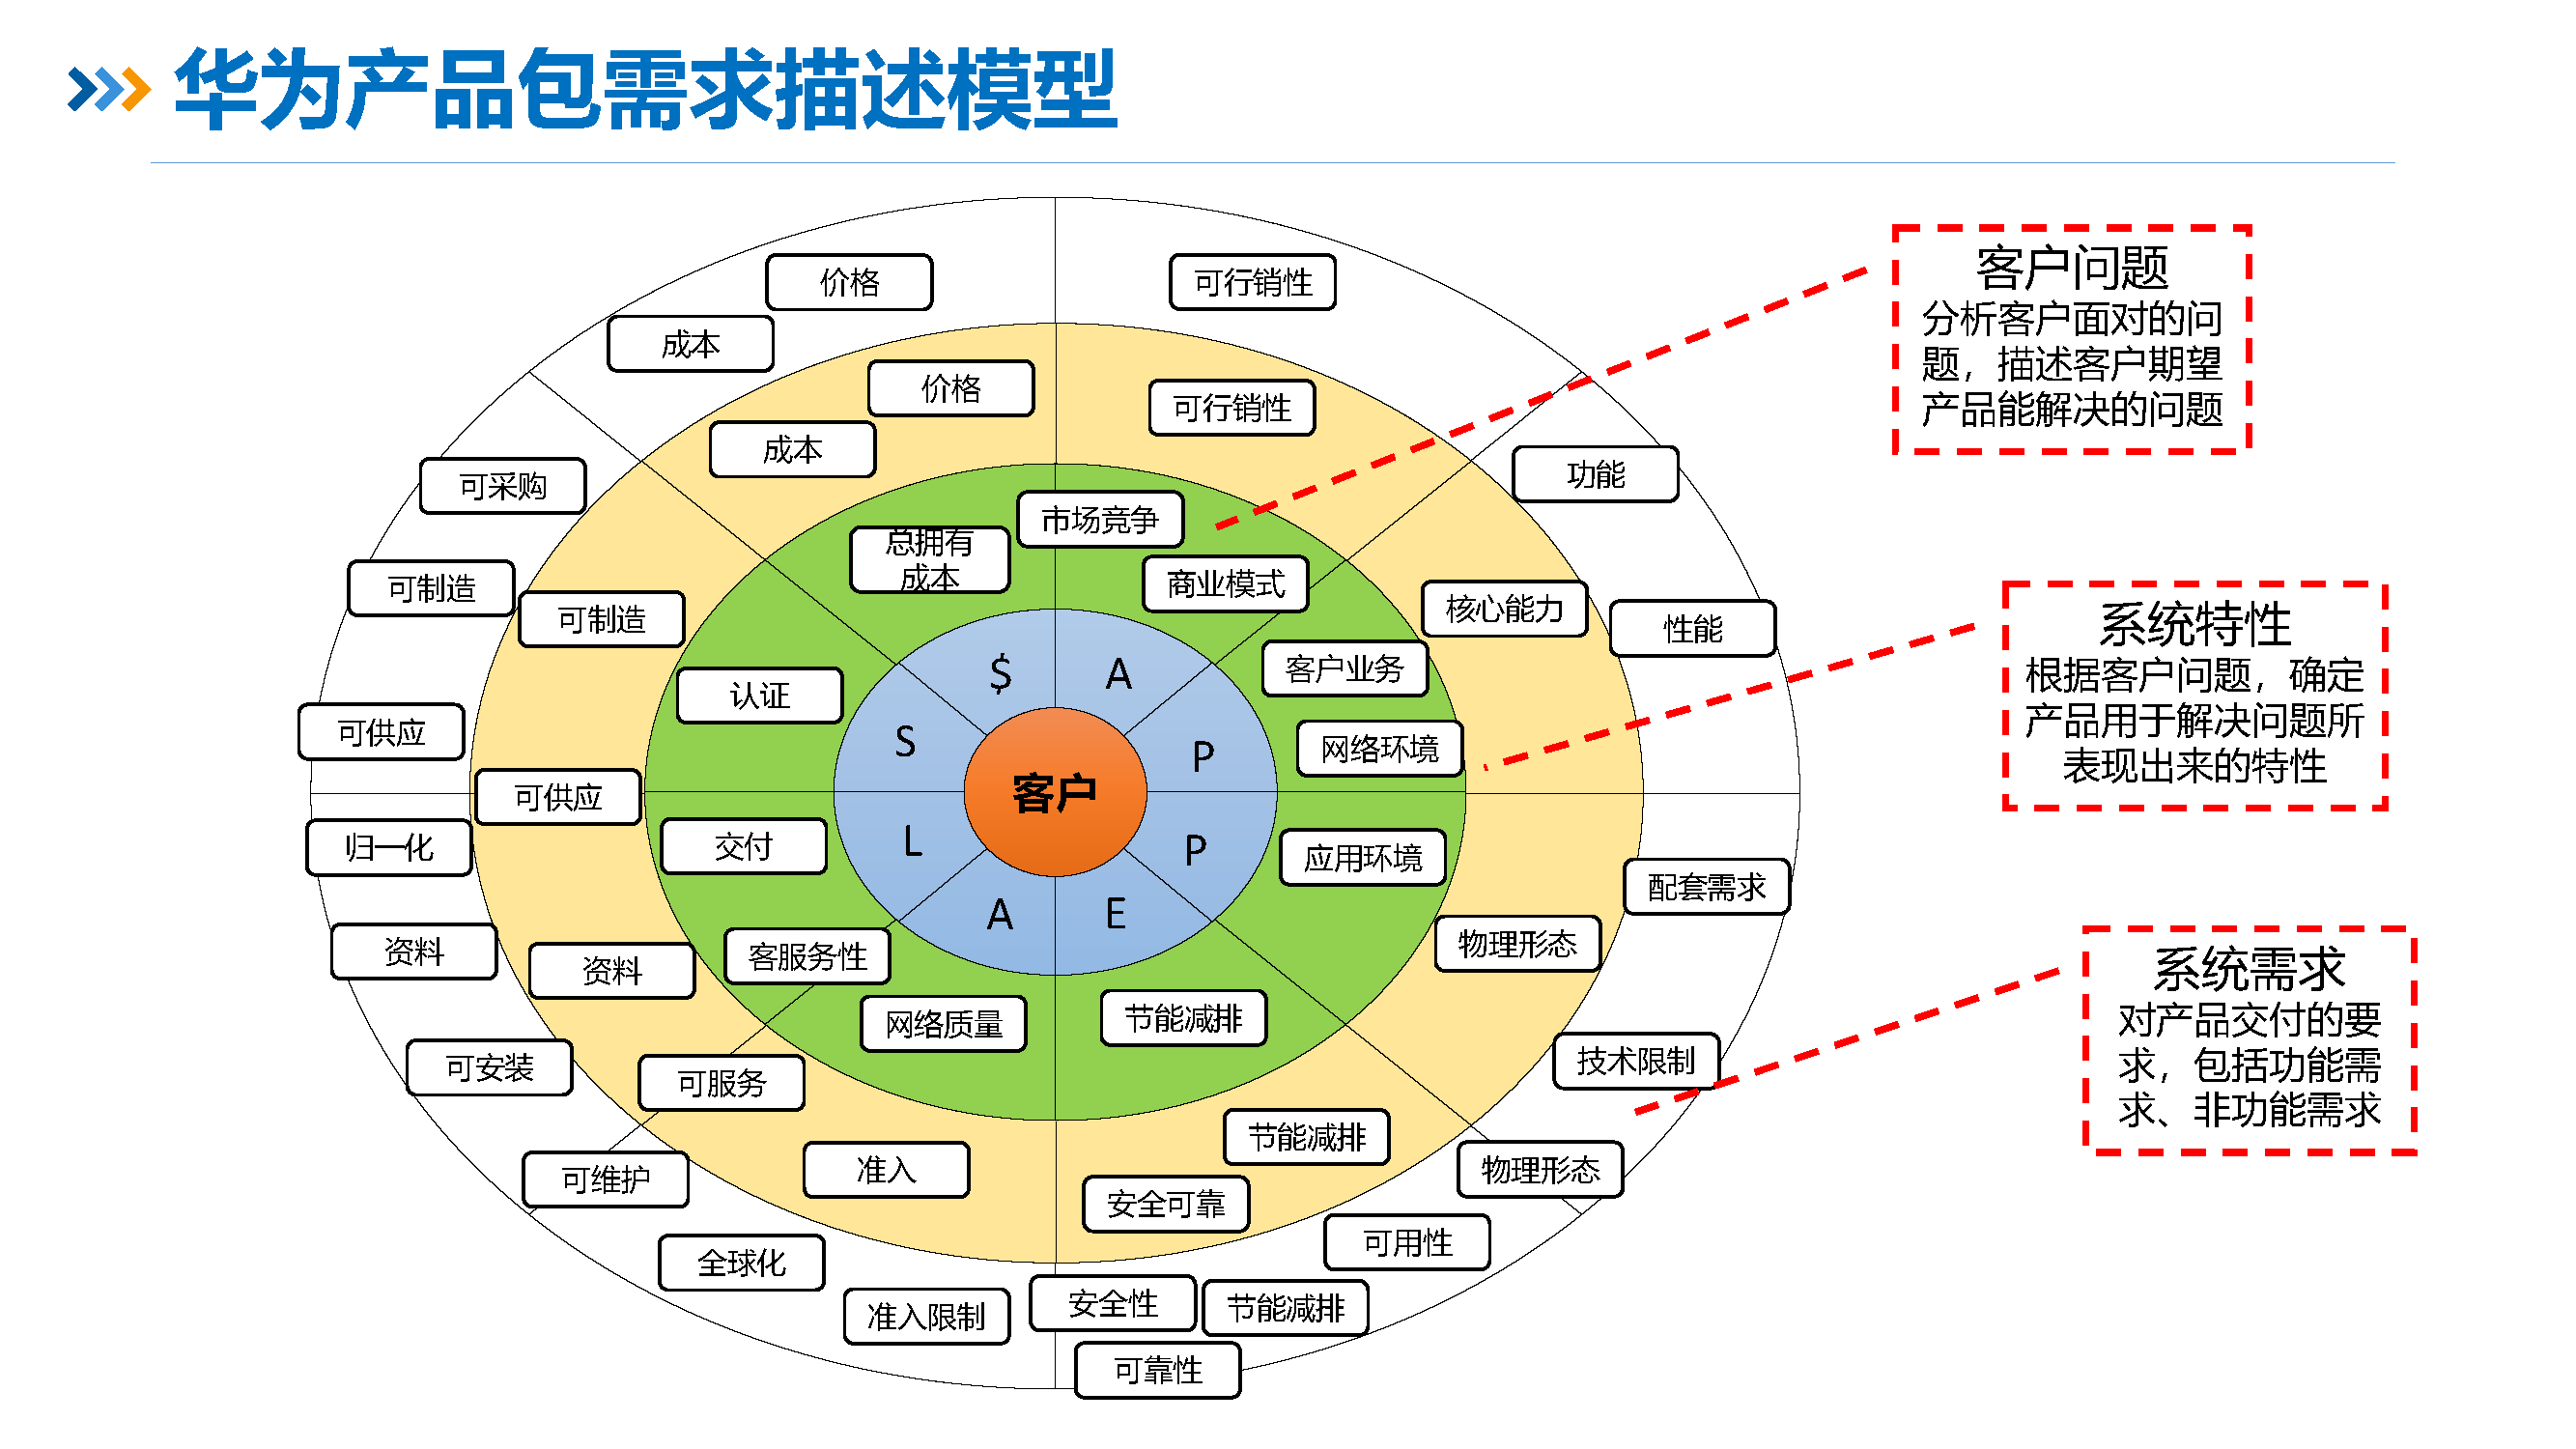 华为产品包需求描述模型
价格
可行销性
成本
价格
可行销性
成本
可采购
功能
市场竞争
总拥有
成本
商业模式
可制造
可制造
核心能力
性能
$
A
客户业务
认证
S
P
网络环境
可供应
可供应
客户
归一化
交付
L
P
应用环境
配套需求
A
E
资料
资料
客服务性
物理形态
网络质量
节能减排
可安装
可服务
技术限制
节能减排
可维护
准入
物理形态
安全可靠
可用性
全球化
准入限制
安全性
节能减排
可靠性
客户问题
分析客户面对的问
题，描述客户期望
产品能解决的问题
系统特性
根据客户问题，确定
产品用于解决问题所
表现出来的特性
系统需求
对产品交付的要
求，包括功能需
求、非功能需求